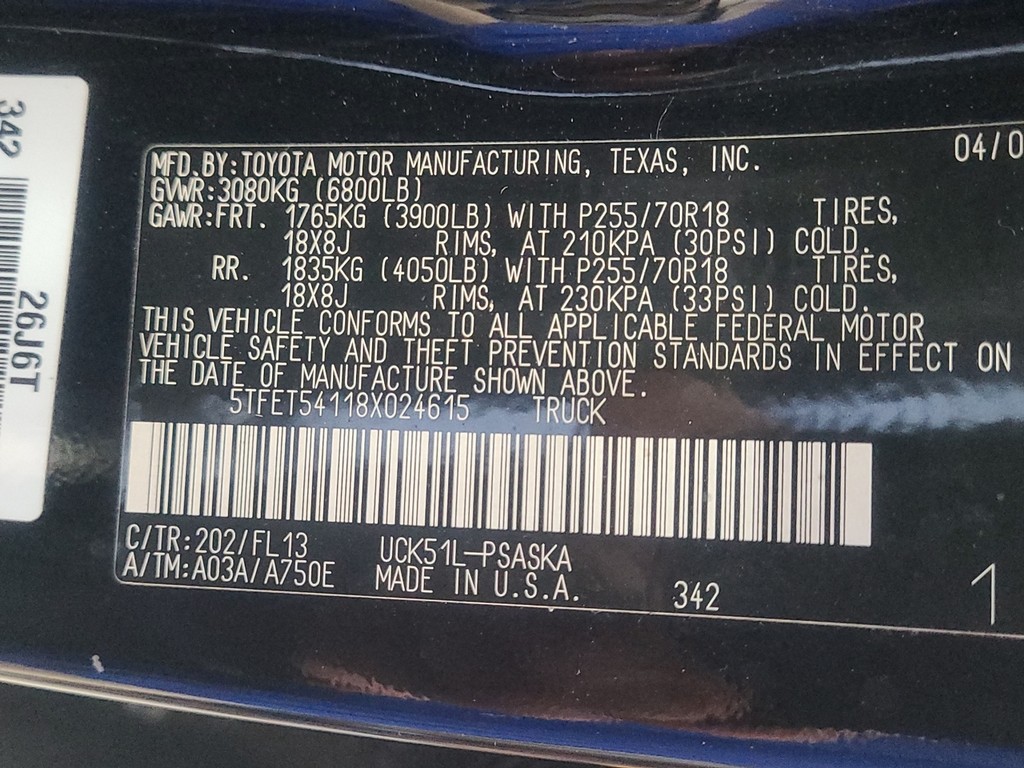 MFD.BY:TOYOTA MOTOR MANUFACTURING, TEXAS, INC. 04/0
GVWR:3080KG (6800LB)
GAWR:FRT. 1765KG (3900LB) WITH P255/70R18 TIRES,
18X8J RIMS, AT 210KPA (30PSI) COLD.
RR. 1835KG (4050LB) WITH P255/70R18 TIRES,
18X8J RIMS, AT 230KPA (33PSI) COLD.
THIS VEHICLE CONFORMS TO ALL APPLICABLE FEDERAL MOTOR
VEHICLE SAFETY AND THEFT PREVENTION STANDARDS IN EFFECT ON
THE DATE OF MANUFACTURE SHOWN ABOVE.
5TFET54118X024615 TRUCK
C/TR:202/FL13 UCK51L-PSASKA
A/TM:A03A/A750E MADE IN U.S.A. 342
1
342
26J6T